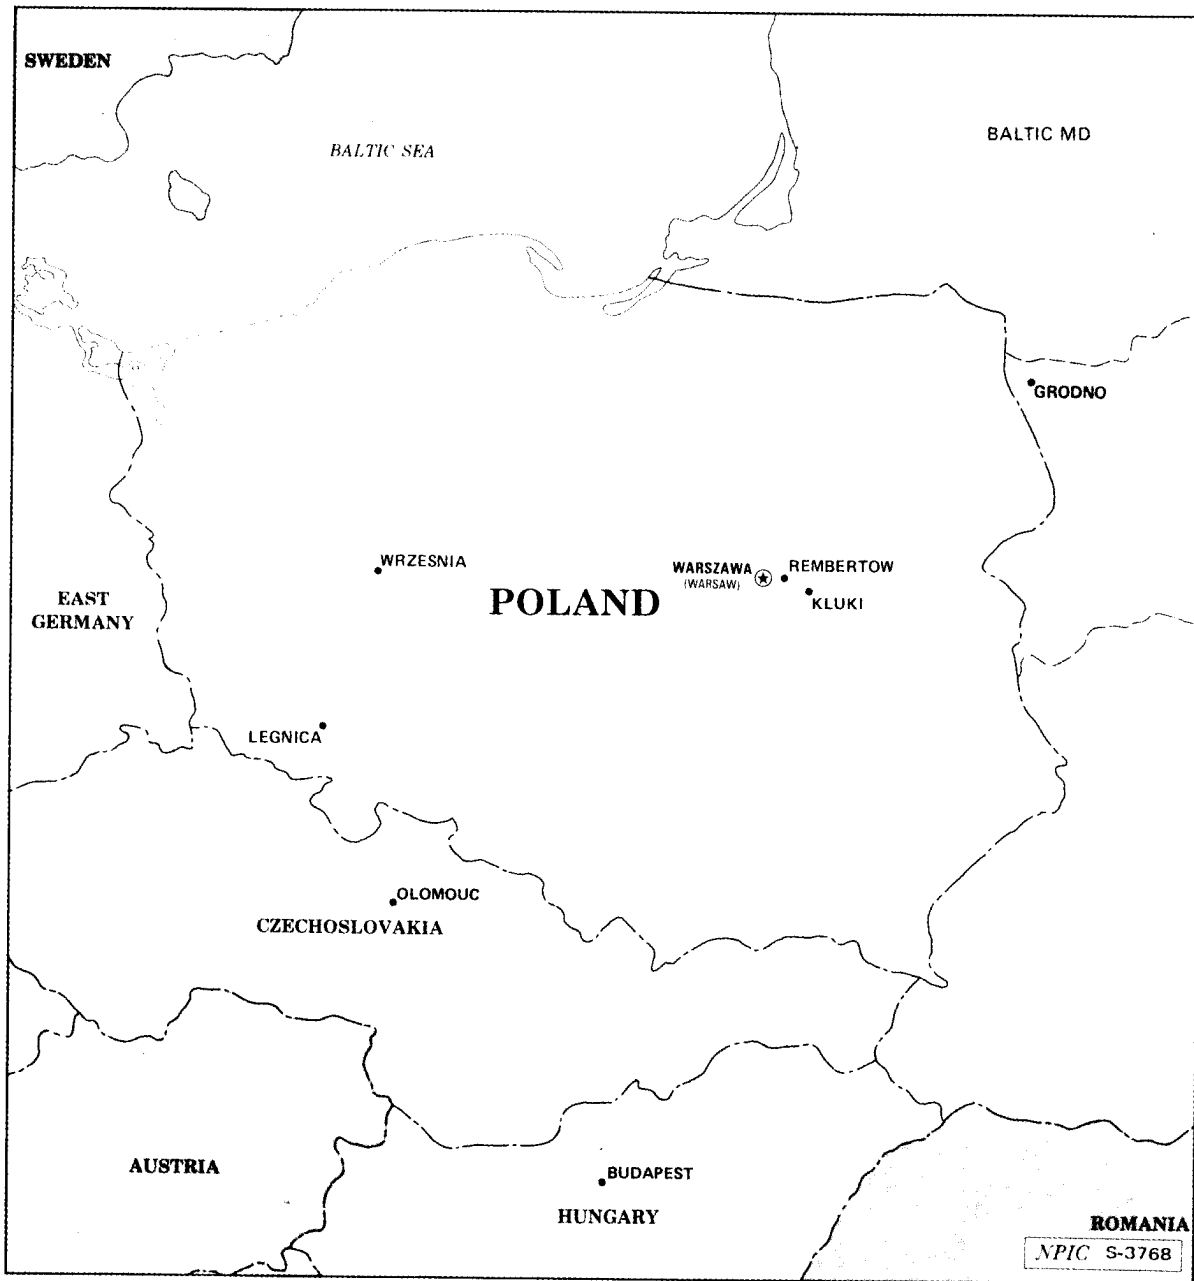 SWEDEN
BALTIC SEA
BALTIC MD
GRODNO
WRZESNIA
WARSZAWA
(WARSAW)
REMBERTOW
KLUKI
POLAND
EAST
GERMANY
LEGNICA
OLOMOUC
CZECHOSLOVAKIA
AUSTRIA
BUDAPEST
HUNGARY
ROMANIA
NPIC S-3768